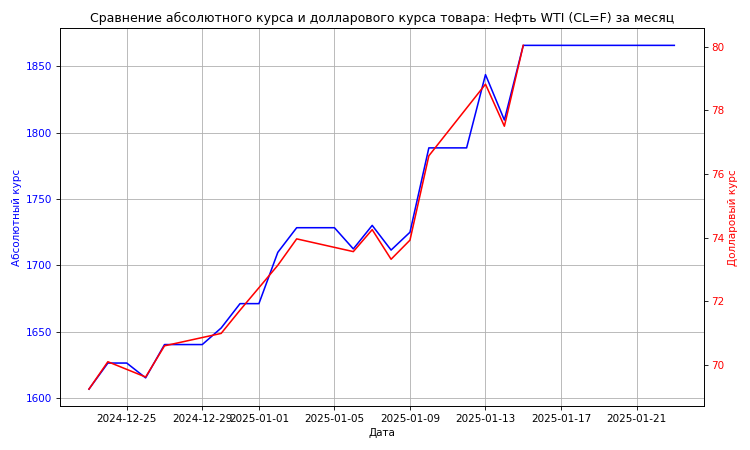 Сравнение абсолютного курса и долларового курса товара: Нефть WTI (CL=F) за месяц
Абсолютный курс
1850
1800
1750
1700
1650
1600
80
78
76
74
72
70
Долларовый курс
2024-12-25 2024-12-29 2025-01-01 2025-01-05 2025-01-09 2025-01-13 2025-01-17 2025-01-21
Дата